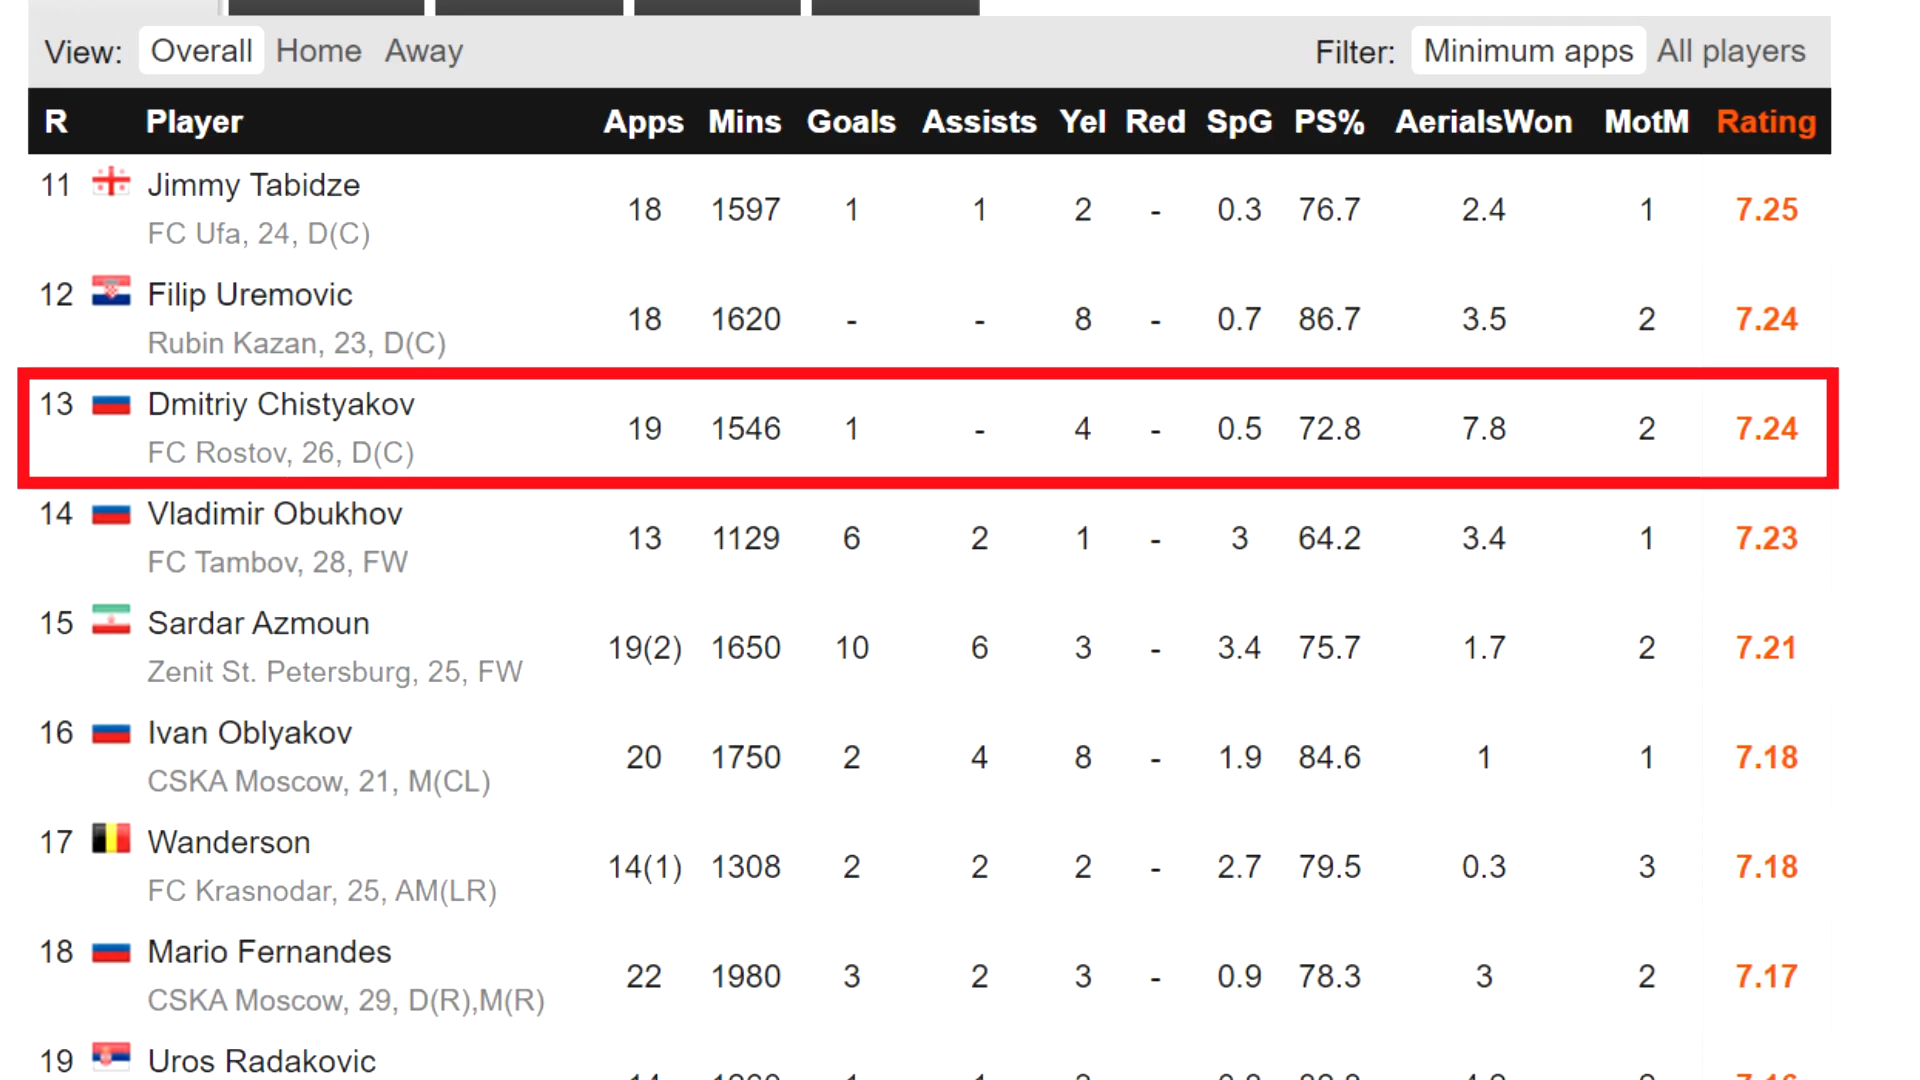 View: Overall Home Away Filter: Minimum apps All players
R Player Apps Mins Goals Assists Yel Red SpG PS% AerialsWon MotM Rating
11 Jimmy Tabidze
FC Ufa, 24, D(C)
18 1597 1 1 2 - 0.3 76.7 2.4 1 7.25
12 Filip Uremovic
Rubin Kazan, 23, D(C)
18 1620 - - 8 - 0.7 86.7 3.5 2 7.24
13 Dmitriy Chistyakov
FC Rostov, 26, D(C)
19 1546 1 - 4 - 0.5 72.8 7.8 2 7.24
14 Vladimir Obukhov
FC Tambov, 28, FW
13 1129 6 2 1 - 3 64.2 3.4 1 7.23
15 Sardar Azmoun
Zenit St. Petersburg, 25, FW
19(2) 1650 10 6 3 - 3.4 75.7 1.7 2 7.21
16 Ivan Oblyakov
CSKA Moscow, 21, M(CL)
20 1750 2 4 8 - 1.9 84.6 1 1 7.18
17 Wanderson
FC Krasnodar, 25, AM(LR)
14(1) 1308 2 2 2 - 2.7 79.5 0.3 3 7.18
18 Mario Fernandes
CSKA Moscow, 29, D(R),M(R)
22 1980 3 2 3 - 0.9 78.3 3 2 7.17
19 Uros Radakovic